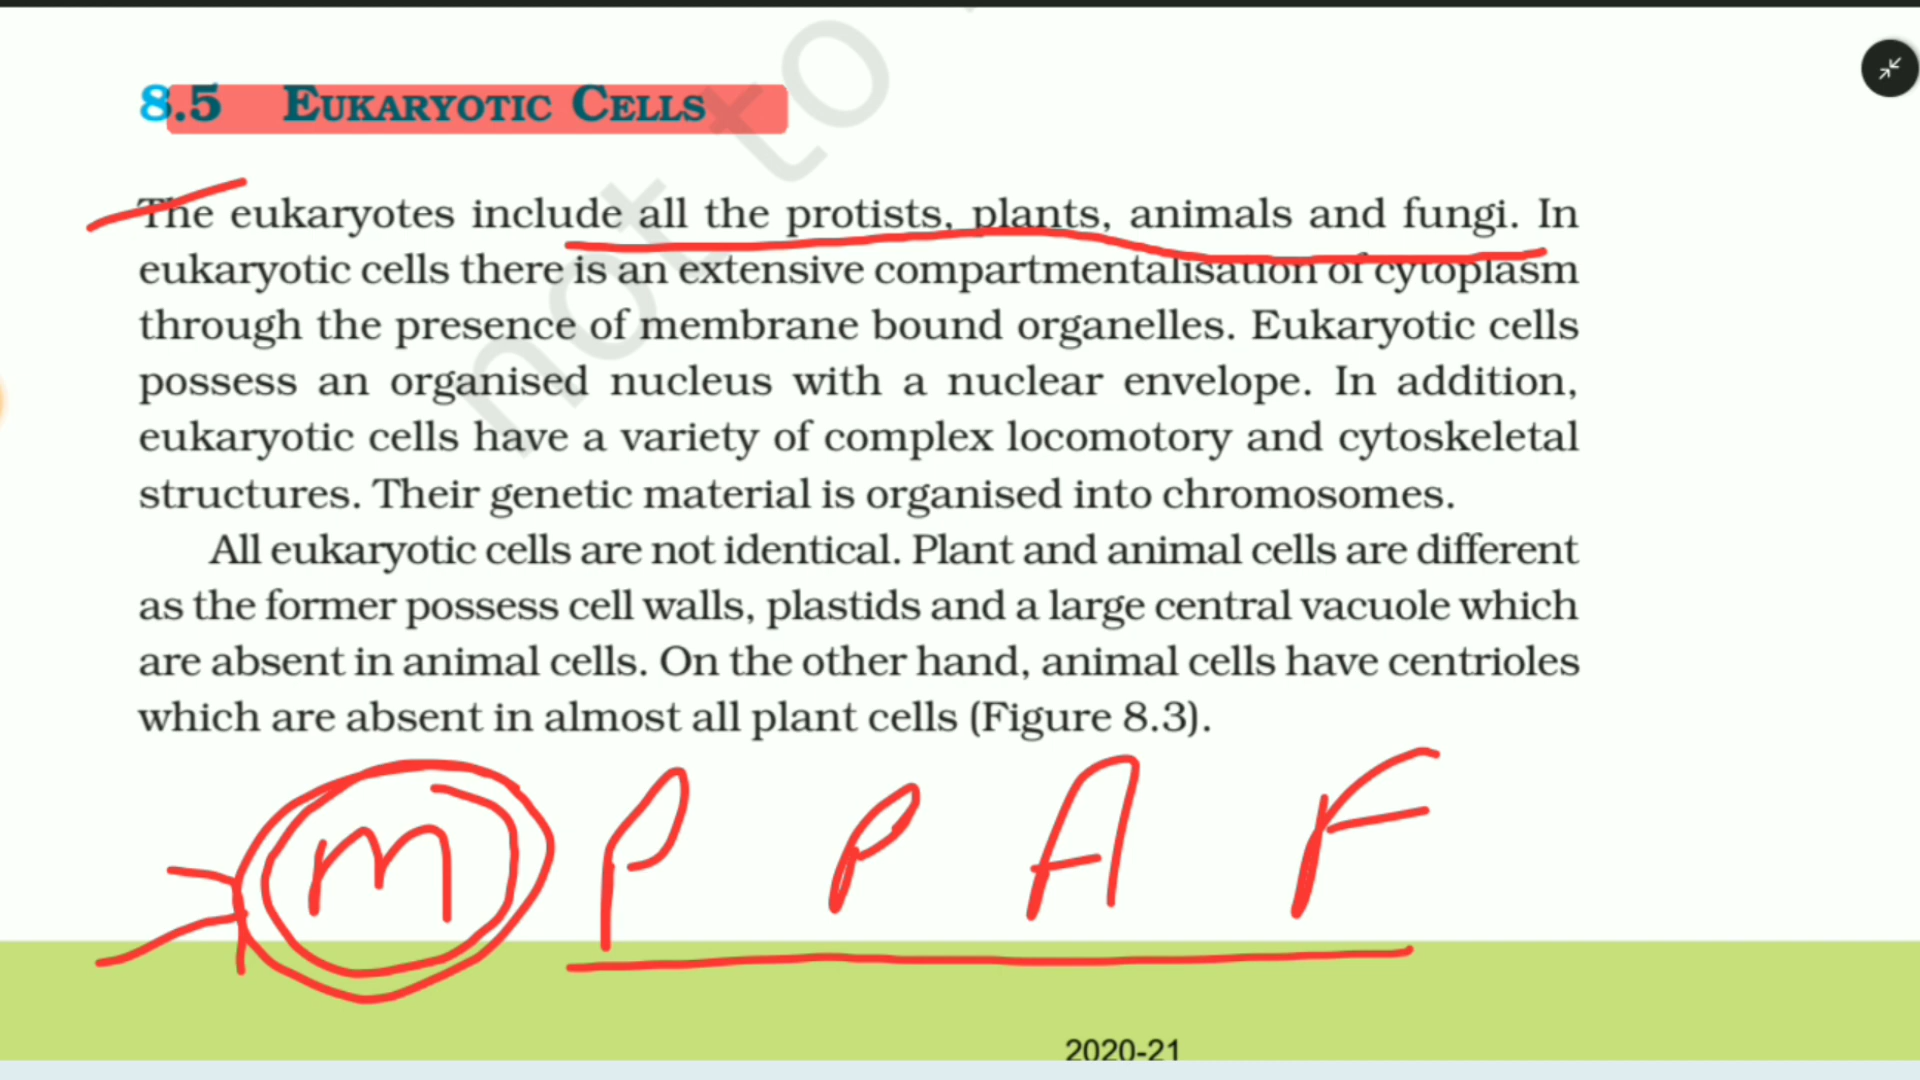 not to
8.5 EUKARYOTIC CELLS
The eukaryotes include all the protists, plants, animals and fungi. In
eukaryotic cells there is an extensive compartmentalisation of cytoplasm
through the presence of membrane bound organelles. Eukaryotic cells
possess an organised nucleus with a nuclear envelope. In addition,
eukaryotic cells have a variety of complex locomotory and cytoskeletal
structures. Their genetic material is organised into chromosomes.
All eukaryotic cells are not identical. Plant and animal cells are different
as the former possess cell walls, plastids and a large central vacuole which
are absent in animal cells. On the other hand, animal cells have centrioles
which are absent in almost all plant cells (Figure 8.3).
M P P A F
2020-21